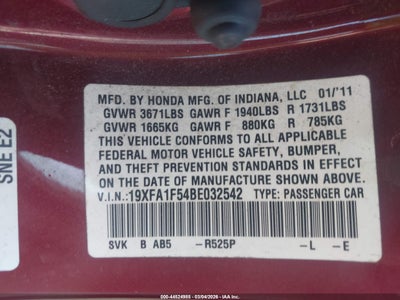 MFD. BY HONDA MFG. OF INDIANA, LLC 01/'11
GVWR 3671LBS GAWR F 1940LBS R 1731LBS
GVWR 1665KG GAWR F 880KG R 785KG
THIS VEHICLE CONFORMS TO ALL APPLICABLE
FEDERAL MOTOR VEHICLE SAFETY, BUMPER,
AND THEFT PREVENTION STANDARDS IN EFFECT
ON THE DATE OF MANUFACTURE SHOWN ABOVE.
V.I.N.: 19XFA1F54BE032542 TYPE: PASSENGER CAR
SVK B AB5 -R525P -L -E
SNE E2
000-44524993 - 03/04/2026 - IAA, Inc.